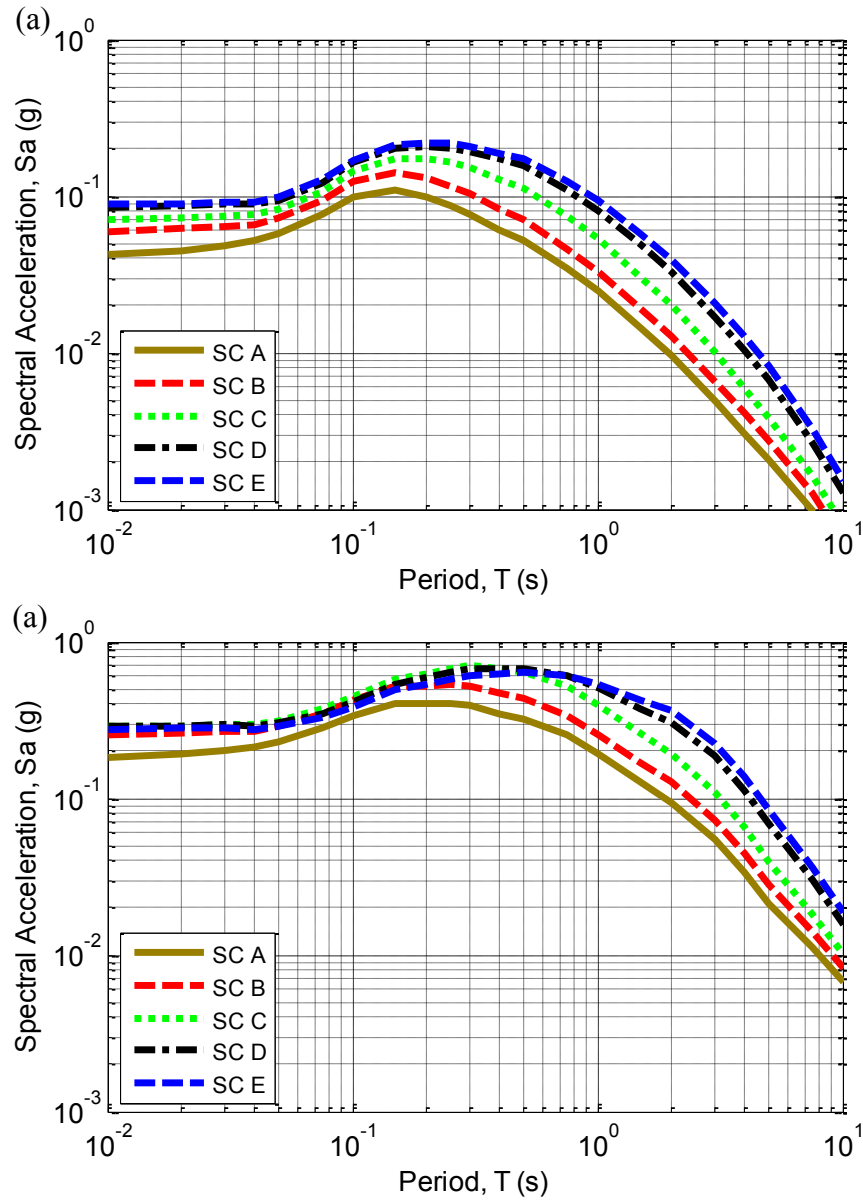 (a)
10^0
10^-1
10^-2
10^-3
Spectral Acceleration, Sa (g)
SC A
SC B
SC C
SC D
SC E
10^-2
10^-1
10^0
10^1
Period, T (s)
(a)
10^0
10^-1
10^-2
10^-3
Spectral Acceleration, Sa (g)
SC A
SC B
SC C
SC D
SC E
10^-2
10^-1
10^0
10^1
Period, T (s)